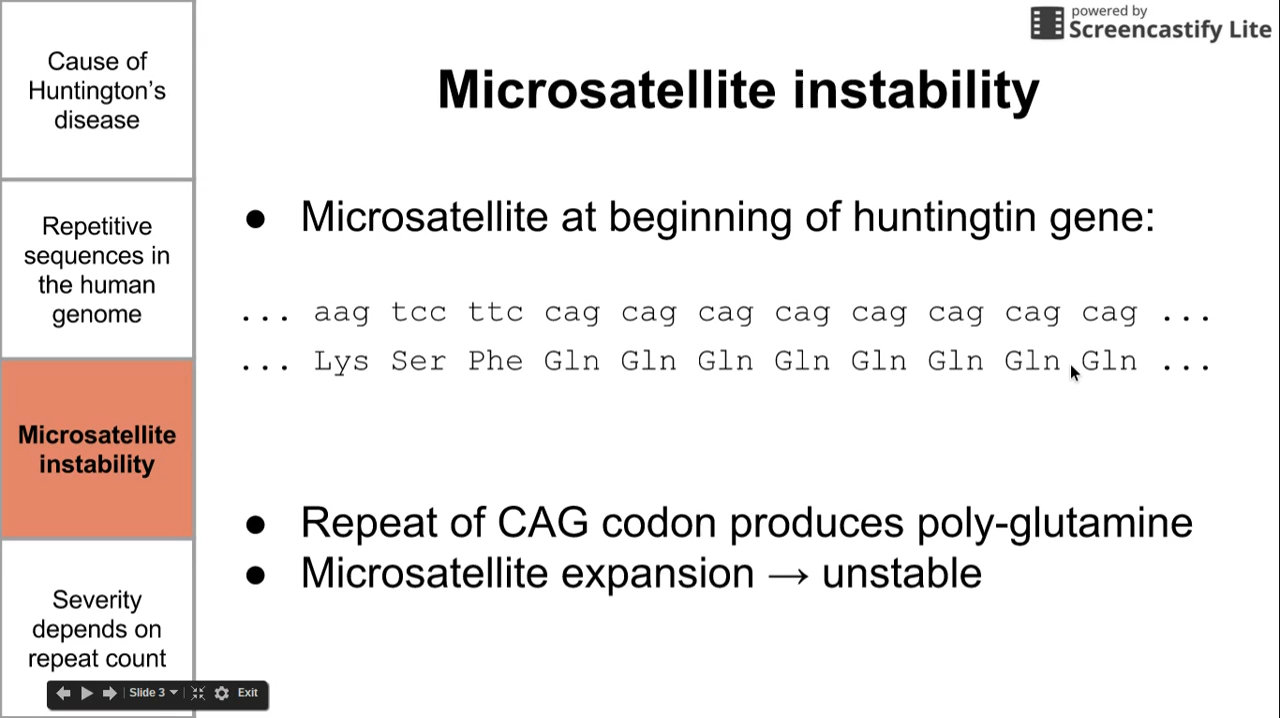 powered by
Screencastify Lite
Cause of
Huntington's
disease
Repetitive
sequences in
the human
genome
Microsatellite
instability
Severity
depends on
repeat count
Microsatellite instability
● Microsatellite at beginning of huntingtin gene:
... aag tcc ttc cag cag cag cag cag cag cag cag ...
... Lys Ser Phe Gln Gln Gln Gln Gln Gln Gln Gln ...
● Repeat of CAG codon produces poly-glutamine
● Microsatellite expansion → unstable
Slide 3 Exit